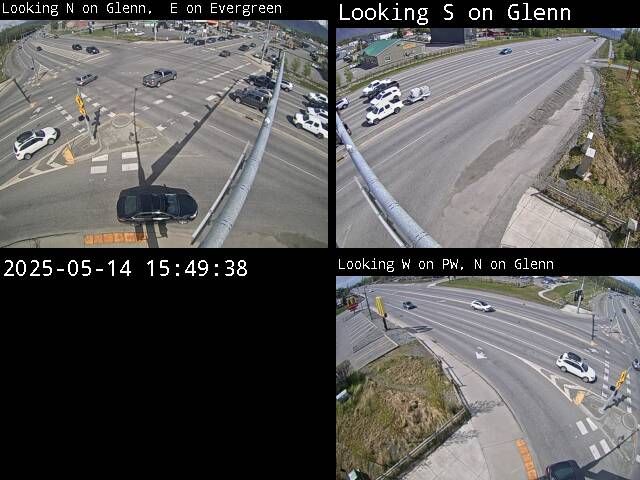 Looking N on Glenn,  E on Evergreen
Looking S on Glenn
2025-05-14 15:49:38
Looking W on PW, N on Glenn